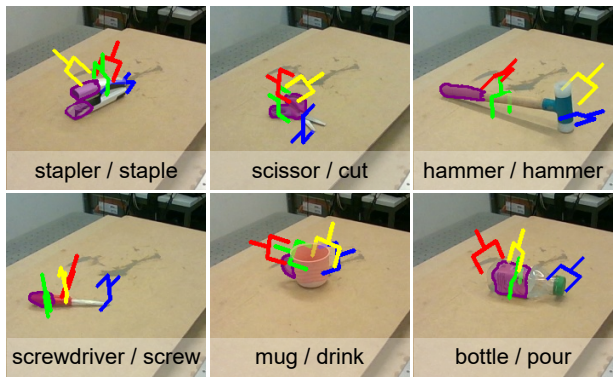 stapler / staple
scissor / cut
hammer / hammer
screwdriver / screw
mug / drink
bottle / pour